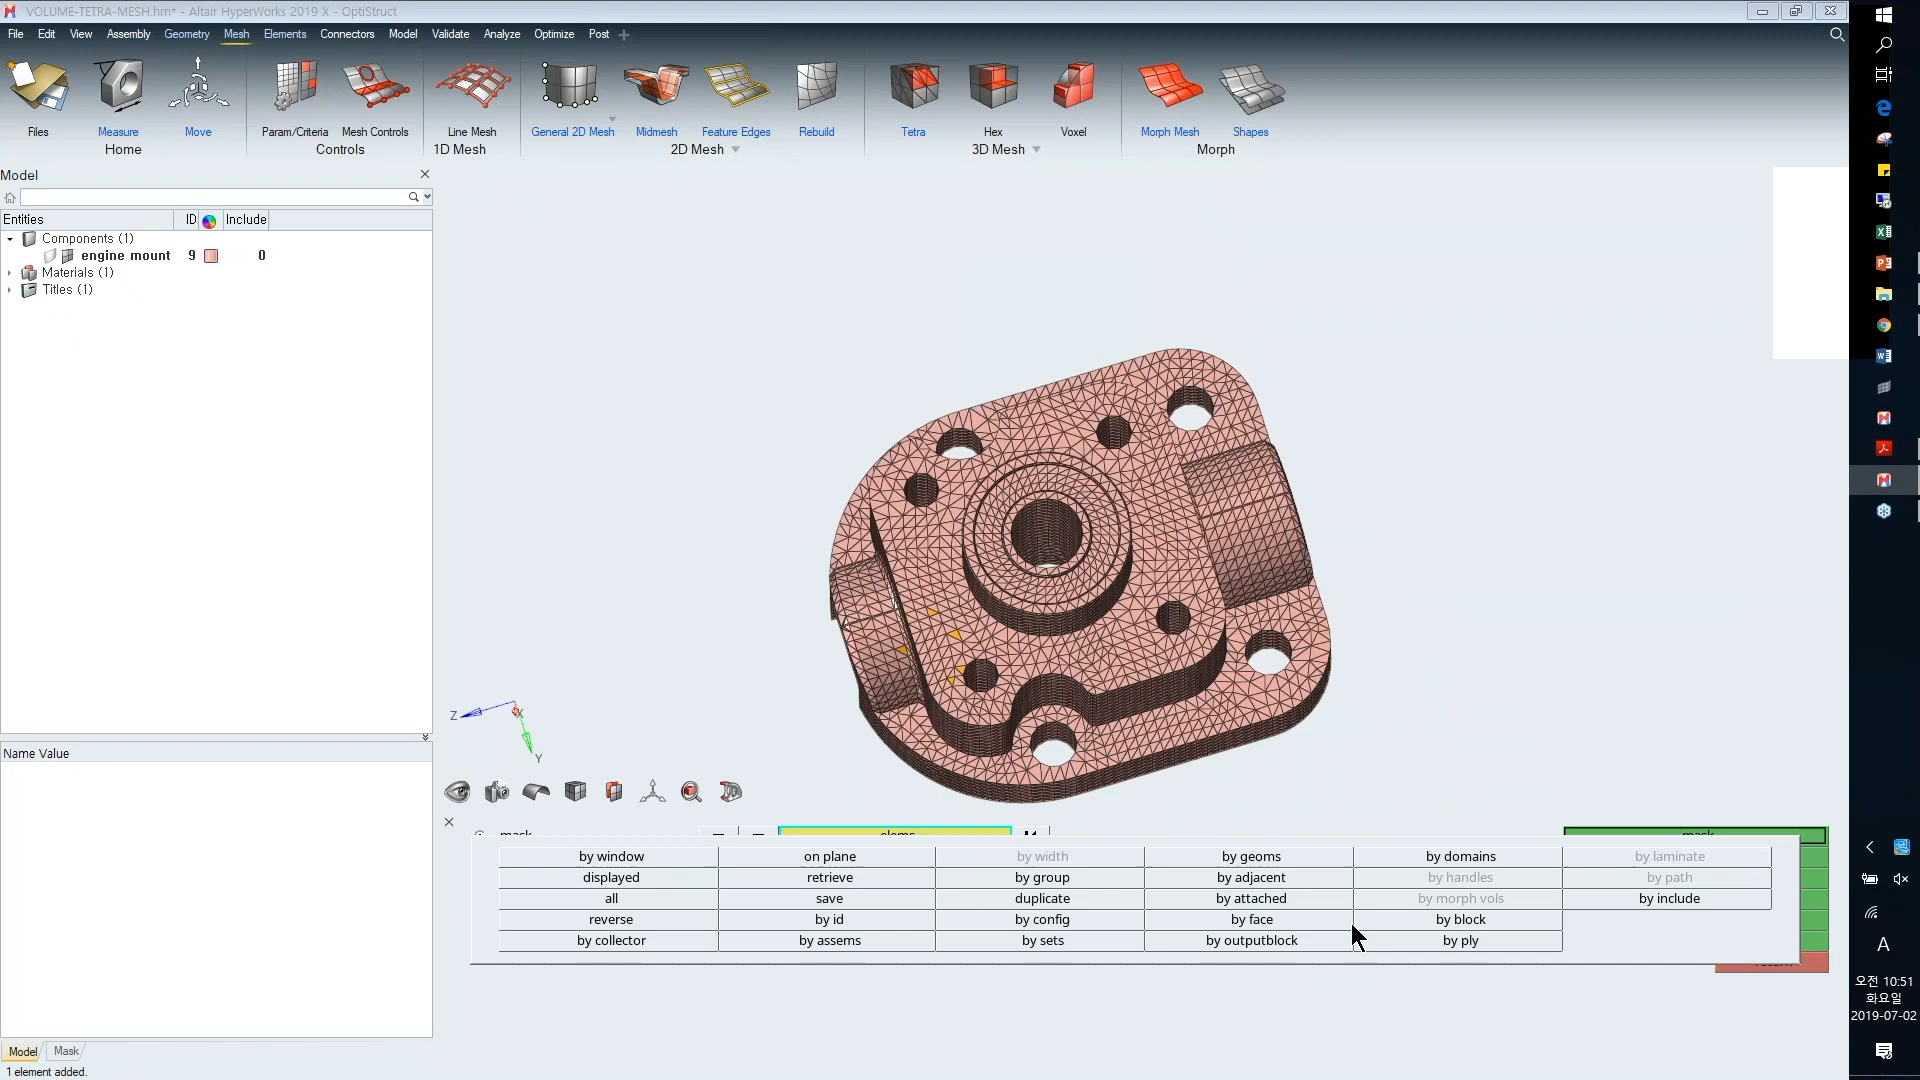 VOLUME-TETRA-MESH.hm* - Altair HyperWorks 2019 X - OptiStruct
File Edit View Assembly Geometry Mesh Elements Connectors Model Validate Analyze Optimize Post
Files Measure Move Param/Criteria Mesh Controls Line Mesh General 2D Mesh Midmesh Feature Edges Rebuild Tetra Hex Voxel Morph Mesh Shapes
Home Controls 1D Mesh 2D Mesh 3D Mesh Morph
Model
Entities ID Include
Components (1)
engine mount 9 0
Materials (1)
Titles (1)
Name Value
Z X Y
mask elems mask
by window on plane by width by geoms by domains by laminate
displayed retrieve by group by adjacent by handles by path
all save duplicate by attached by morph vols by include
reverse by id by config by face by block
by collector by assems by sets by outputblock by ply
Model Mask
1 element added.
A
오전 10:51
화요일
2019-07-02